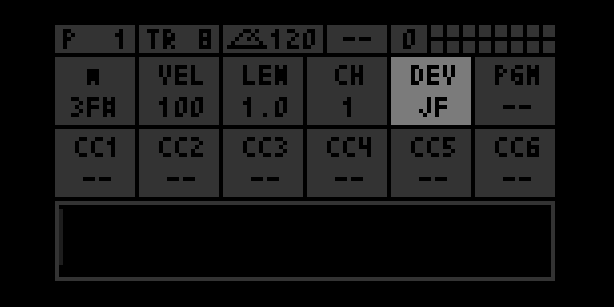 P 1 TR 8 120 -- 0
N VEL LEN CH DEV PGM
3F# 100 1.0 1 JF --
CC1 CC2 CC3 CC4 CC5 CC6
-- -- -- -- -- --